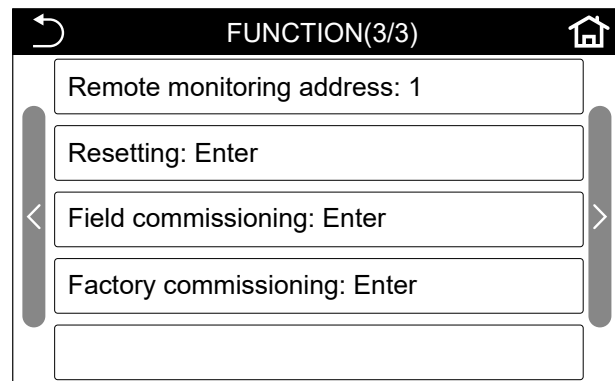 FUNCTION(3/3)
Remote monitoring address: 1
Resetting: Enter
Field commissioning: Enter
Factory commissioning: Enter